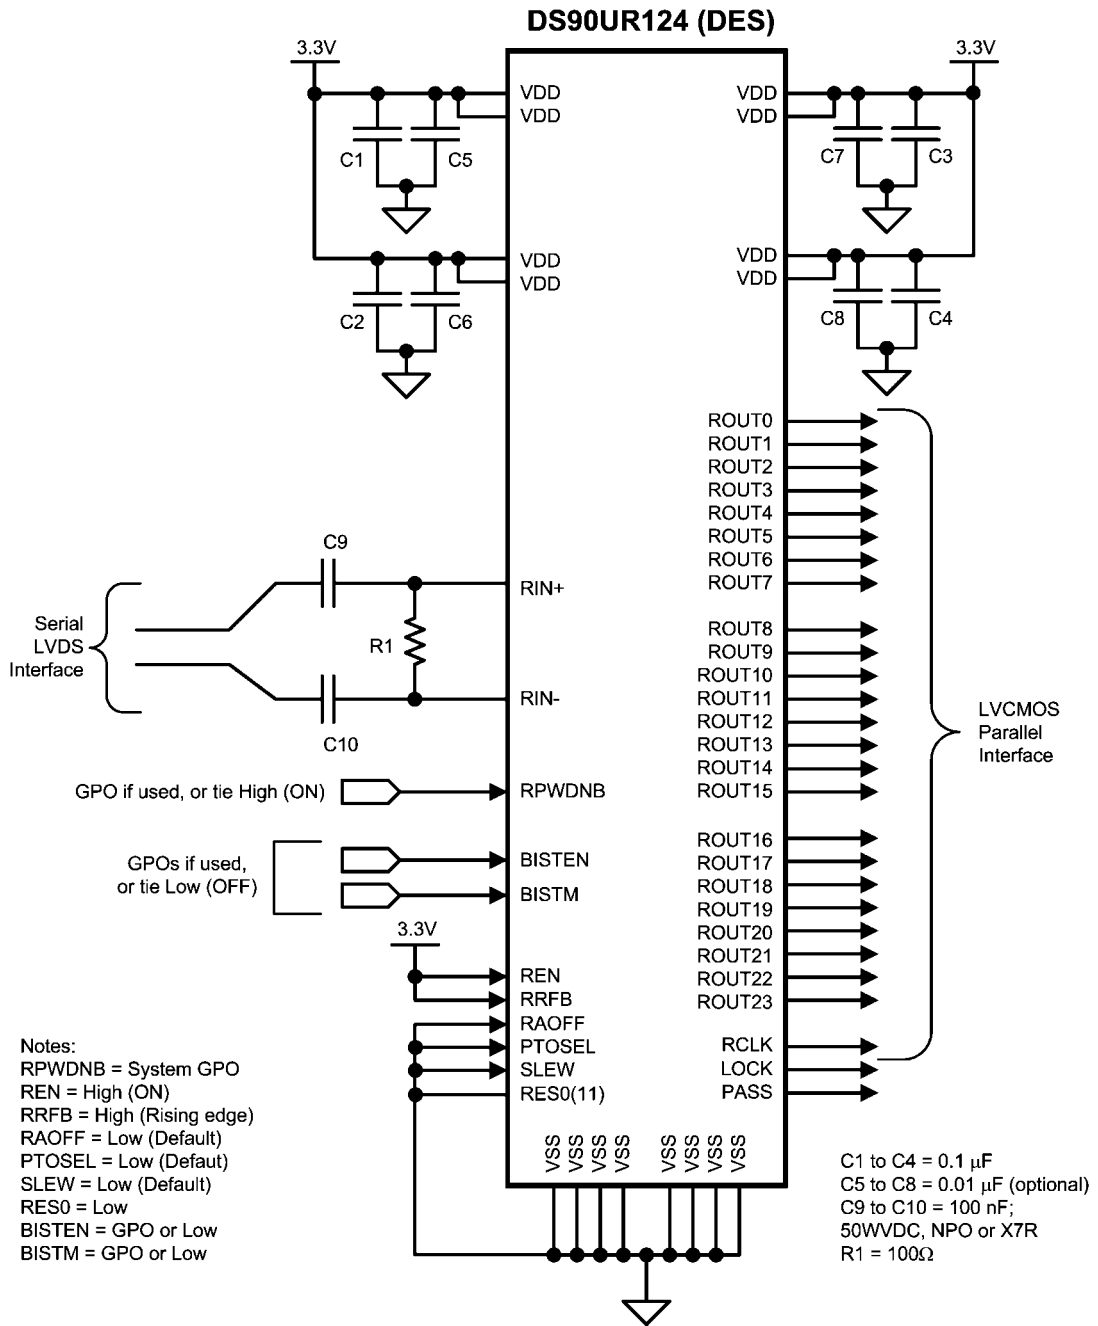 DS90UR124 (DES)
3.3V
3.3V
VDD
VDD
VDD
VDD
C1
C5
C7
C3
VDD
VDD
VDD
VDD
C2
C6
C8
C4
ROUT0
ROUT1
ROUT2
ROUT3
ROUT4
ROUT5
ROUT6
ROUT7
C9
RIN+
Serial
LVDS
Interface
R1
RIN-
C10
ROUT8
ROUT9
ROUT10
ROUT11
ROUT12
ROUT13
ROUT14
ROUT15
LVCMOS
Parallel
Interface
GPO if used, or tie High (ON)
RPWDNB
GPOs if used,
or tie Low (OFF)
BISTEN
BISTM
ROUT16
ROUT17
ROUT18
ROUT19
ROUT20
ROUT21
ROUT22
ROUT23
3.3V
REN
RRFB
RAOFF
PTOSEL
SLEW
RES0(11)
RCLK
LOCK
PASS
VSS
VSS
VSS
VSS
VSS
VSS
VSS
VSS
Notes:
RPWDNB = System GPO
REN = High (ON)
RRFB = High (Rising edge)
RAOFF = Low (Default)
PTOSEL = Low (Defaut)
SLEW = Low (Default)
RES0 = Low
BISTEN = GPO or Low
BISTM = GPO or Low
C1 to C4 = 0.1 μF
C5 to C8 = 0.01 μF (optional)
C9 to C10 = 100 nF;
50WVDC, NPO or X7R
R1 = 100Ω